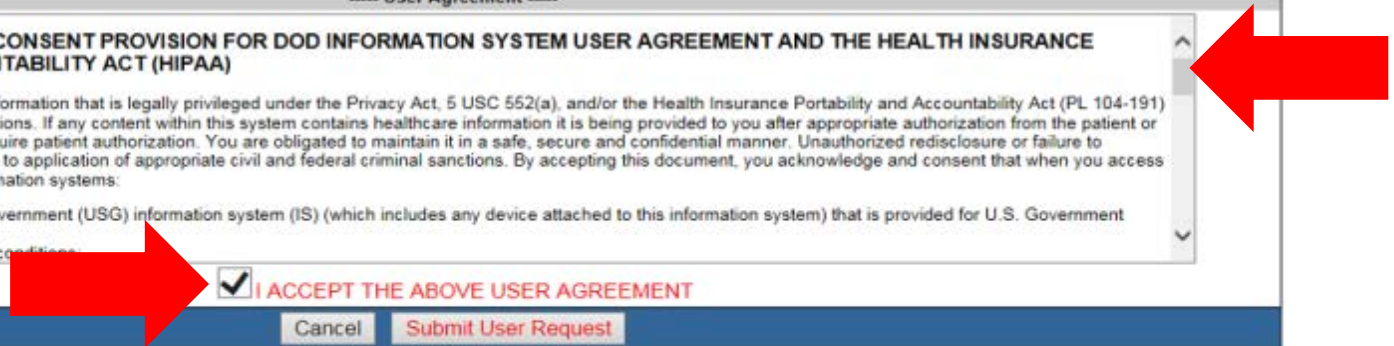 User Agreement
CONSENT PROVISION FOR DOD INFORMATION SYSTEM USER AGREEMENT AND THE HEALTH INSURANCE
TABILITY ACT (HIPAA)
formation that is legally privileged under the Privacy Act, 5 USC 552(a), and/or the Health Insurance Portability and Accountability Act (PL 104-191)
ions. If any content within this system contains healthcare information it is being provided to you after appropriate authorization from the patient or
uire patient authorization. You are obligated to maintain it in a safe, secure and confidential manner. Unauthorized redisclosure or failure to
to application of appropriate civil and federal criminal sanctions. By accepting this document, you acknowledge and consent that when you access
mation systems:
vernment (USG) information system (IS) (which includes any device attached to this information system) that is provided for U.S. Government
conditions:
I ACCEPT THE ABOVE USER AGREEMENT
Cancel Submit User Request